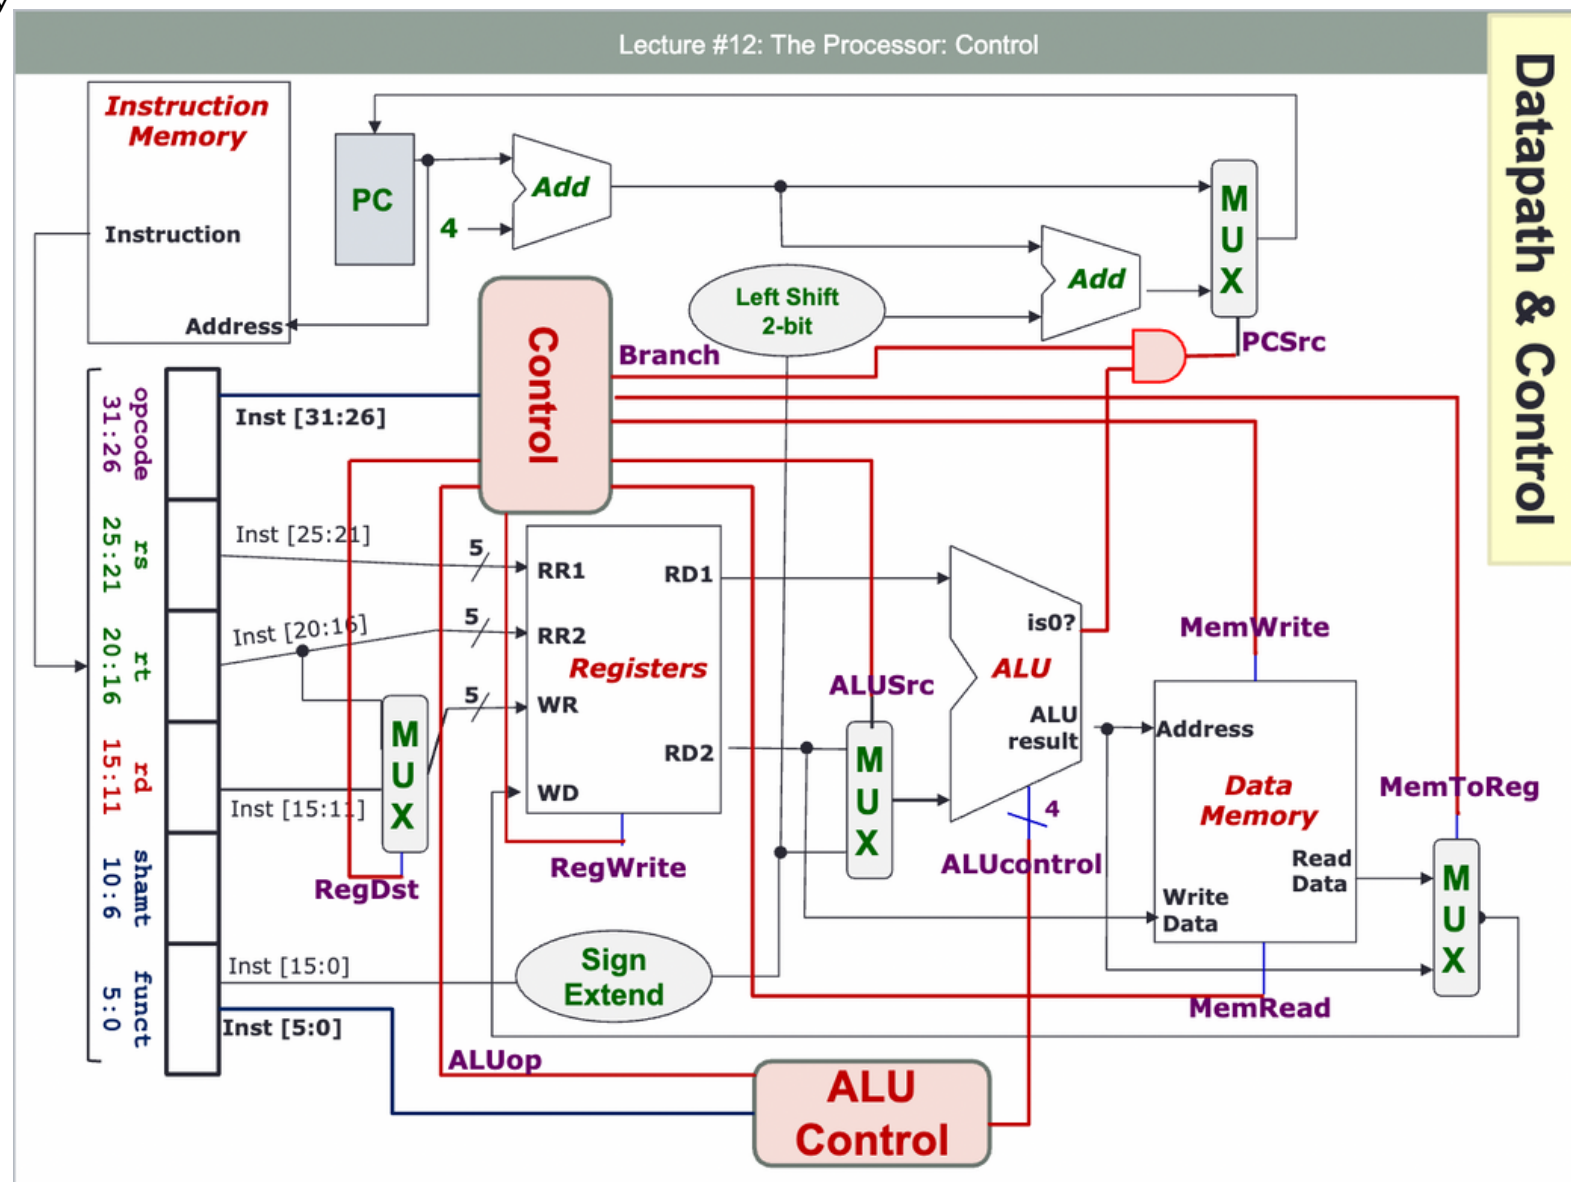 Lecture #12: The Processor: Control
Datapath & Control
Instruction
Memory
Instruction
Address
PC
4
Add
Add
Left Shift
2-bit
MUX
PCSrc
Control
Branch
opcode
31:26
Inst [31:26]
rs
25:21
Inst [25:21]
5
RR1
RD1
rt
20:16
Inst [20:16]
5
RR2
Registers
5
WR
RD2
WD
MUX
rd
15:11
Inst [15:11]
RegDst
RegWrite
ALUSrc
MUX
is0?
ALU
ALU
result
4
ALUcontrol
MemWrite
Address
Data
Memory
Read
Data
Write
Data
MemRead
MemToReg
MUX
shamt
10:6
Inst [15:0]
Sign
Extend
funct
5:0
Inst [5:0]
ALUop
ALU
Control